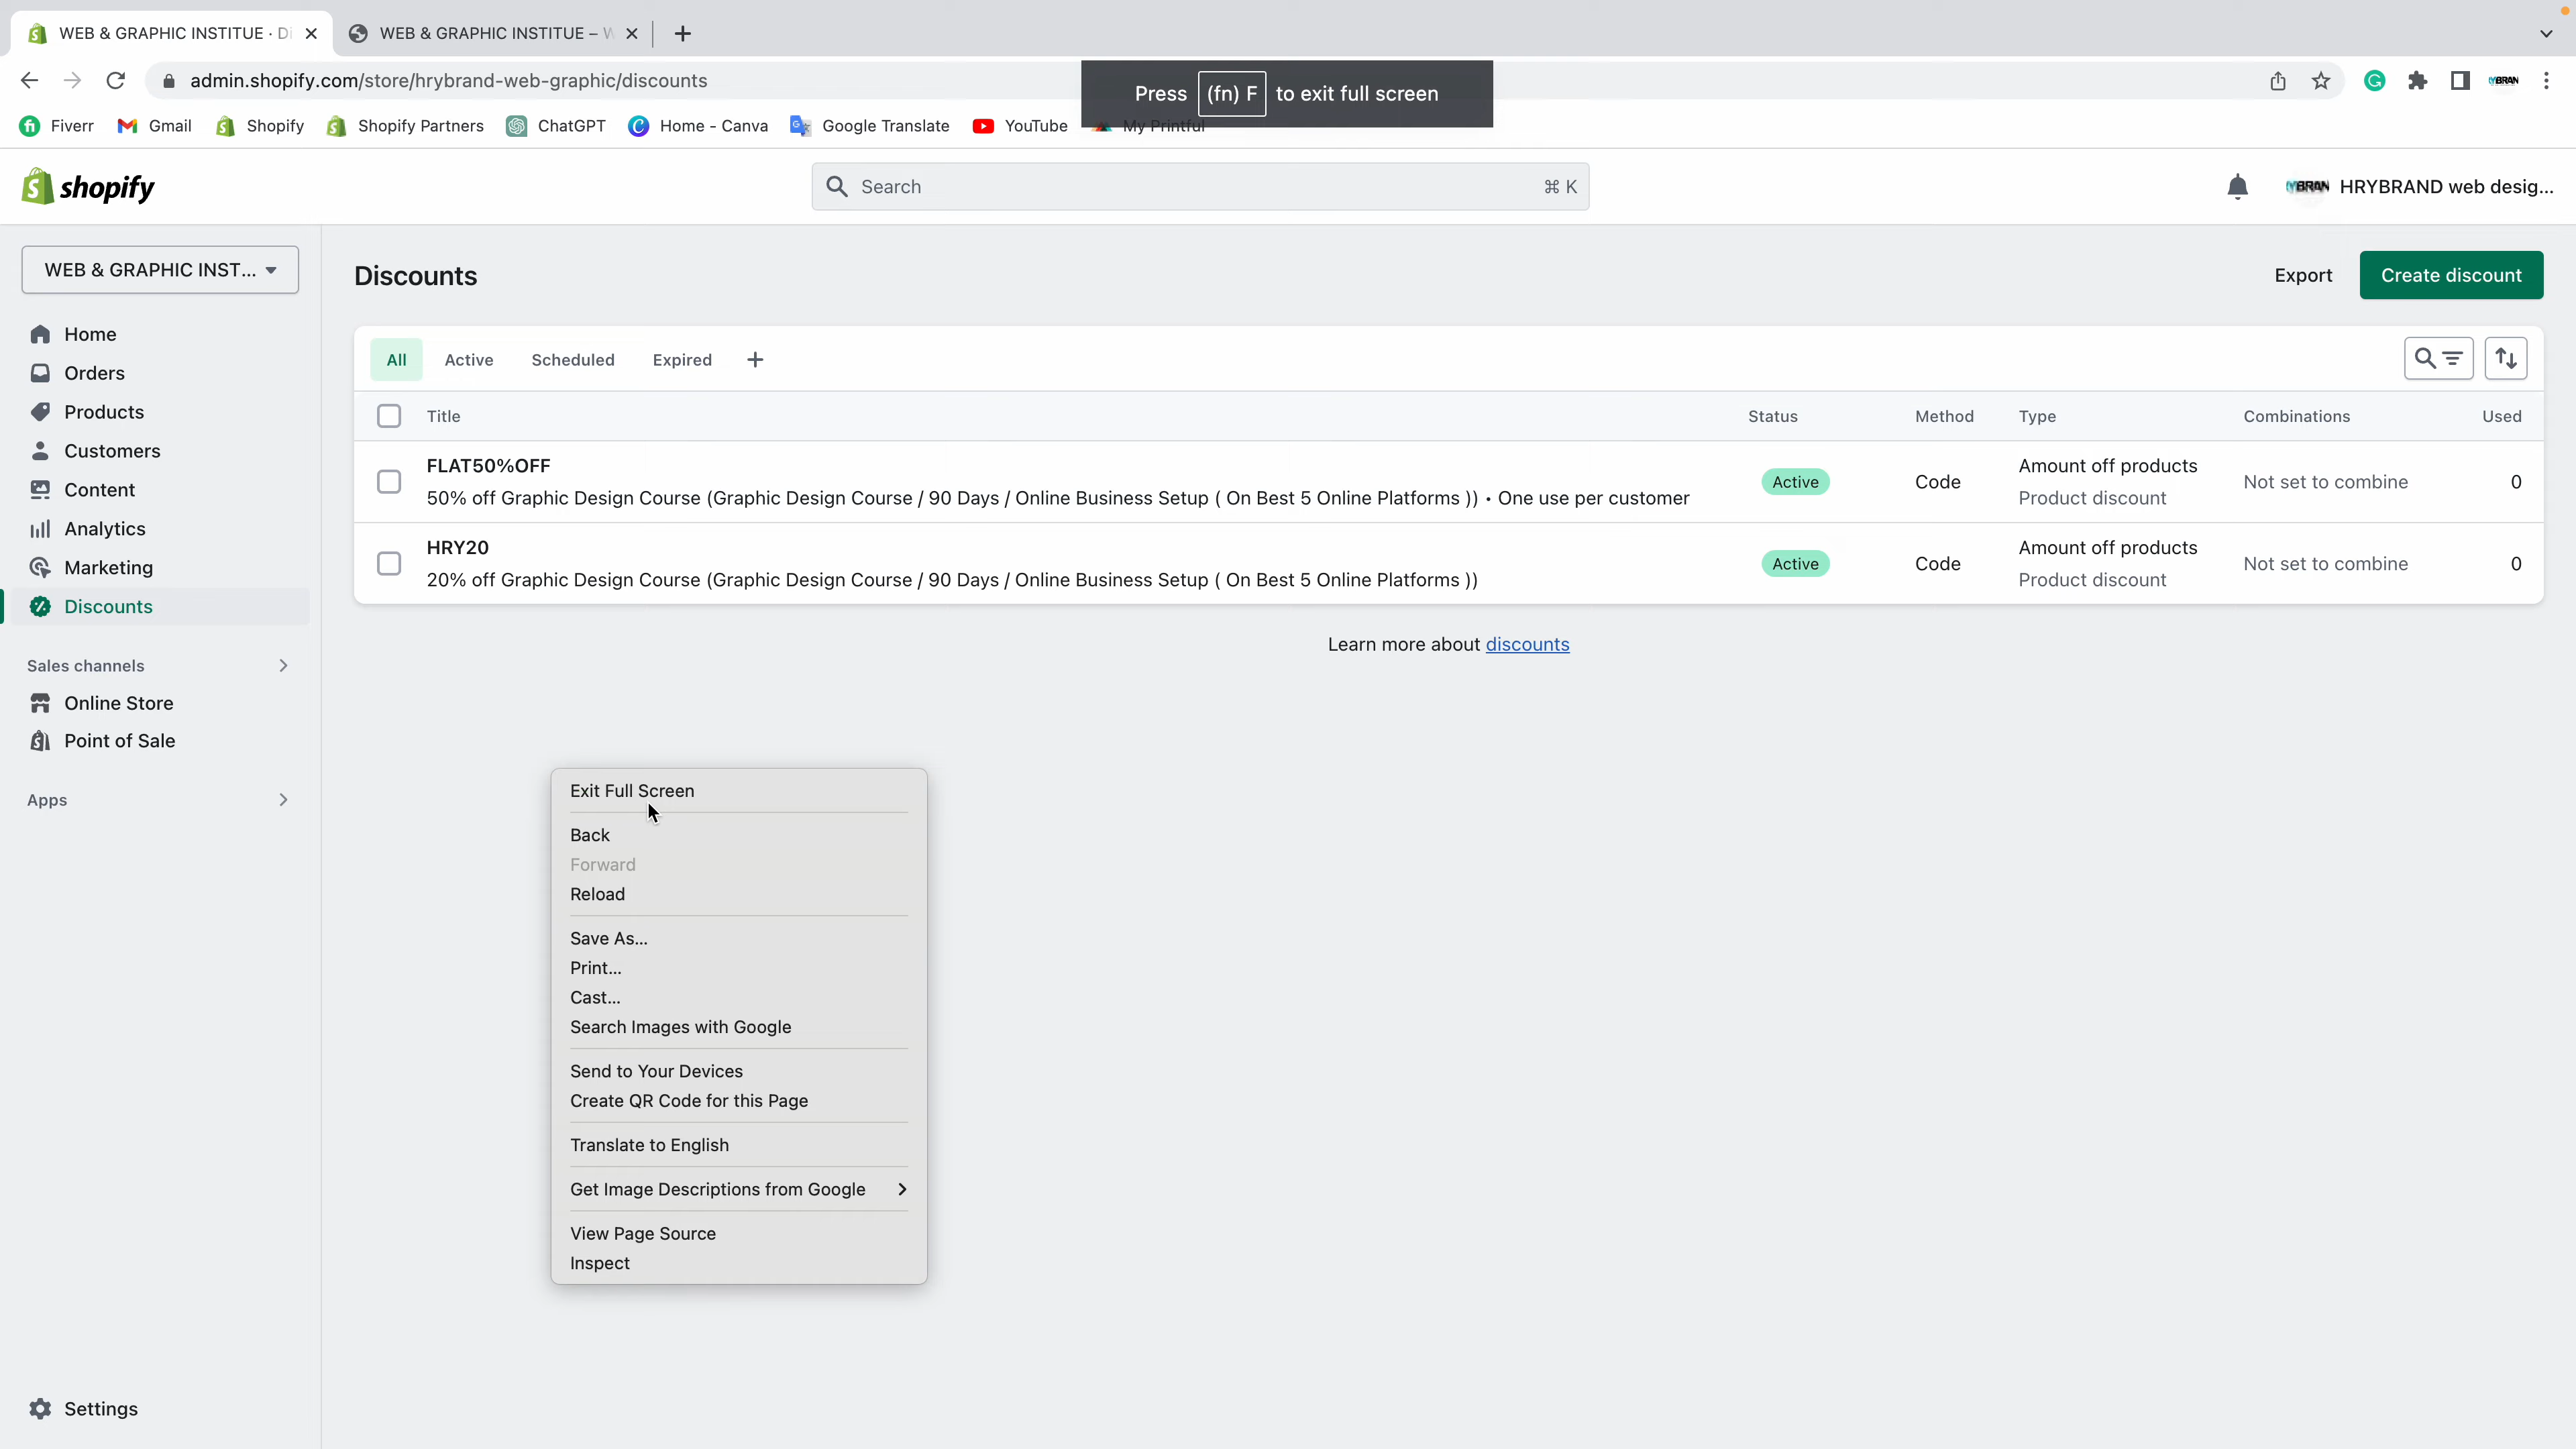 WEB & GRAPHIC INSTITUE · Di
WEB & GRAPHIC INSTITUE – W
admin.shopify.com/store/hrybrand-web-graphic/discounts
Press (fn) F to exit full screen
Fiverr
Gmail
Shopify
Shopify Partners
ChatGPT
Home - Canva
Google Translate
YouTube
My Printful
shopify
Search
⌘ K
HRYBRAND web desig...
WEB & GRAPHIC INST...
Discounts
Export
Create discount
Home
Orders
Products
Customers
Content
Analytics
Marketing
Discounts
Sales channels
Online Store
Point of Sale
Apps
Settings
All
Active
Scheduled
Expired
Title
Status
Method
Type
Combinations
Used
FLAT50%OFF
50% off Graphic Design Course (Graphic Design Course / 90 Days / Online Business Setup ( On Best 5 Online Platforms )) • One use per customer
Active
Code
Amount off products
Product discount
Not set to combine
0
HRY20
20% off Graphic Design Course (Graphic Design Course / 90 Days / Online Business Setup ( On Best 5 Online Platforms ))
Active
Code
Amount off products
Product discount
Not set to combine
0
Learn more about discounts
Exit Full Screen
Back
Forward
Reload
Save As...
Print...
Cast...
Search Images with Google
Send to Your Devices
Create QR Code for this Page
Translate to English
Get Image Descriptions from Google
View Page Source
Inspect